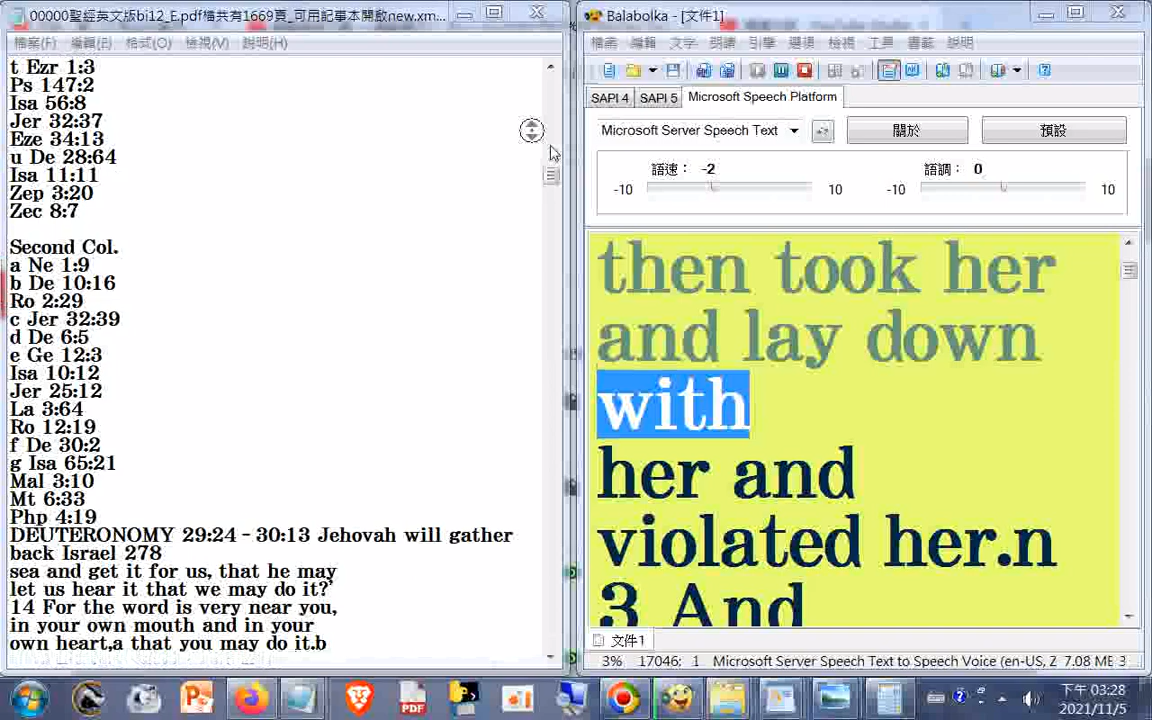 00000聖經英文版bi12_E.pdf檔共有1669頁_可用記事本開啟new.xm...
檔案(F) 編輯(E) 格式(O) 檢視(V) 說明(H)
t Ezr 1:3
Ps 147:2
Isa 56:8
Jer 32:37
Eze 34:13
u De 28:64
Isa 11:11
Zep 3:20
Zec 8:7
Second Col.
a Ne 1:9
b De 10:16
Ro 2:29
c Jer 32:39
d De 6:5
e Ge 12:3
Isa 10:12
Jer 25:12
La 3:64
Ro 12:19
f De 30:2
g Isa 65:21
Mal 3:10
Mt 6:33
Php 4:19
DEUTERONOMY 29:24 - 30:13 Jehovah will gather
back Israel 278
sea and get it for us, that he may
let us hear it that we may do it?’
14 For the word is very near you,
in your own mouth and in your
own heart,a that you may do it.b
Balabolka - [文件1]
檔案 編輯 文字 朗讀 引擎 選項 檢視 工具 書籤 說明
SAPI 4 SAPI 5 Microsoft Speech Platform
Microsoft Server Speech Text 關於 預設
語速： -2 語調： 0
-10 10 -10 10
then took her
and lay down
with
her and
violated her.n
3 And
文件1
3% 17046: 1 Microsoft Server Speech Text to Speech Voice (en-US, Z 7.08 ME 3
PDF
下午 03:28
2021/11/5